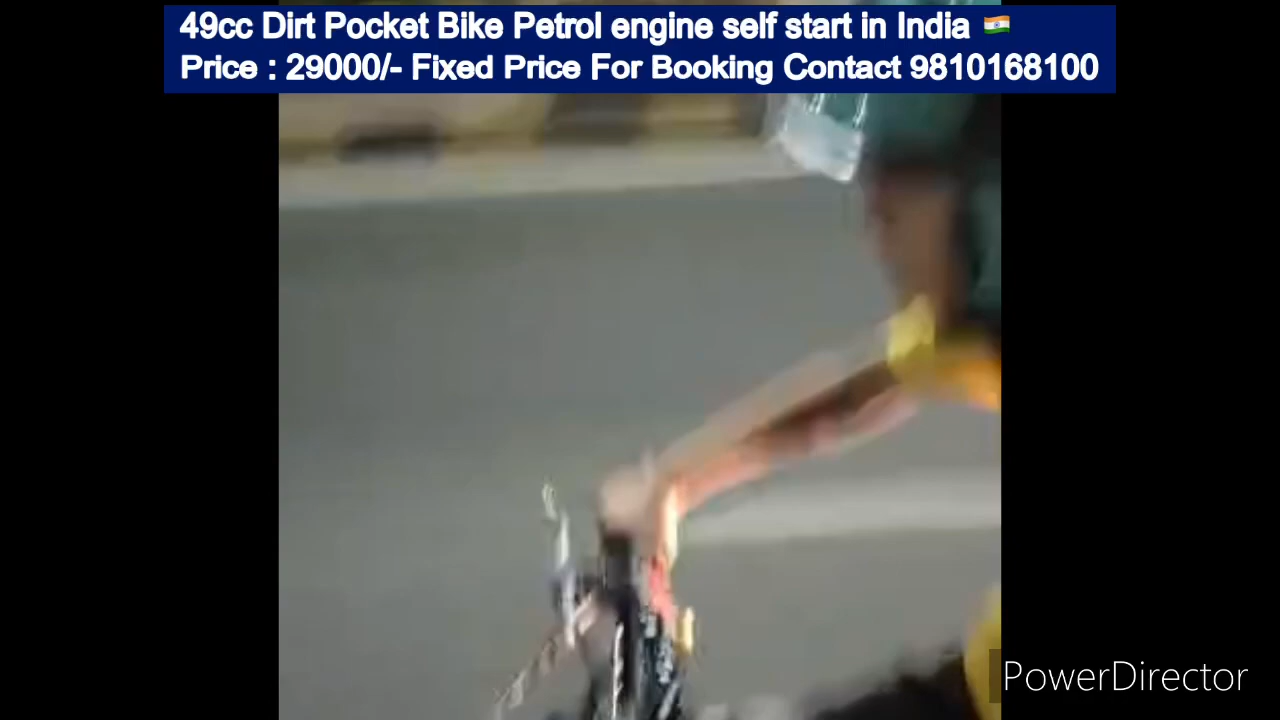 49cc Dirt Pocket Bike Petrol engine self start in India 🇮🇳
Price : 29000/- Fixed Price For Booking Contact 9810168100
PowerDirector